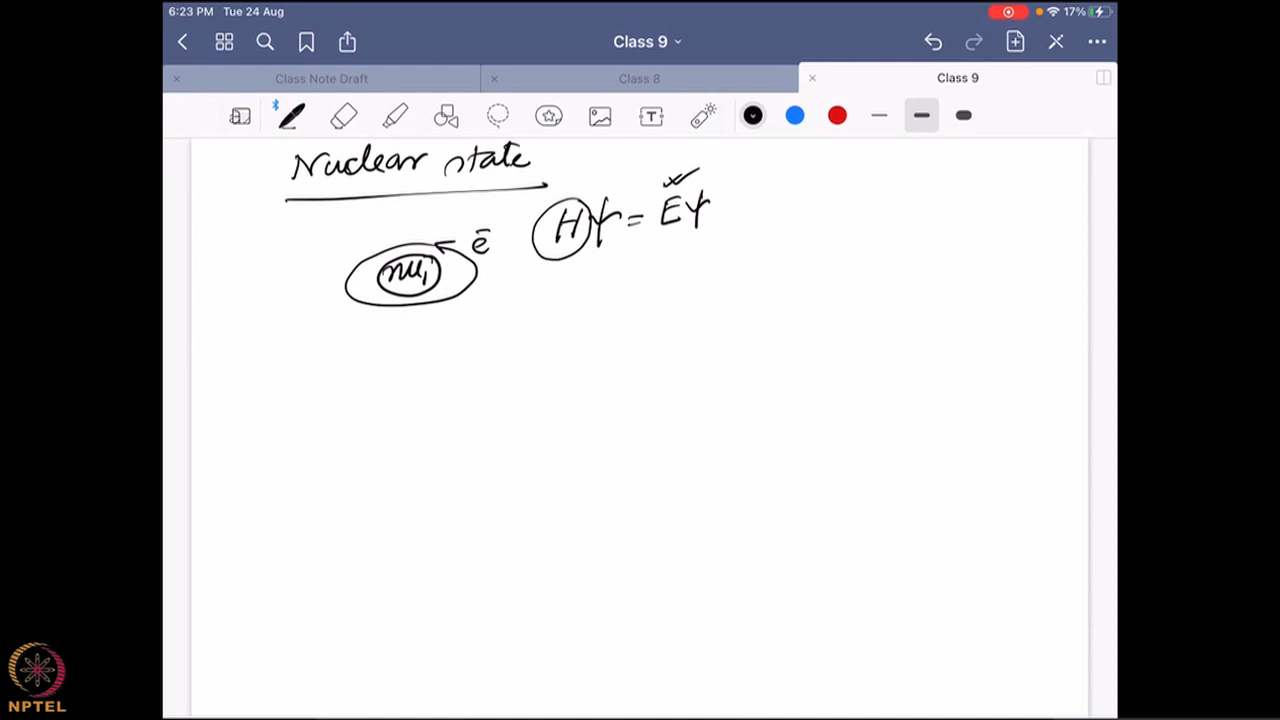 6:23 PM Tue 24 Aug 17%
Class 9
Class Note Draft Class 8 Class 9
T
Nuclear state
Hψ = Eψ
ē
NPTEL